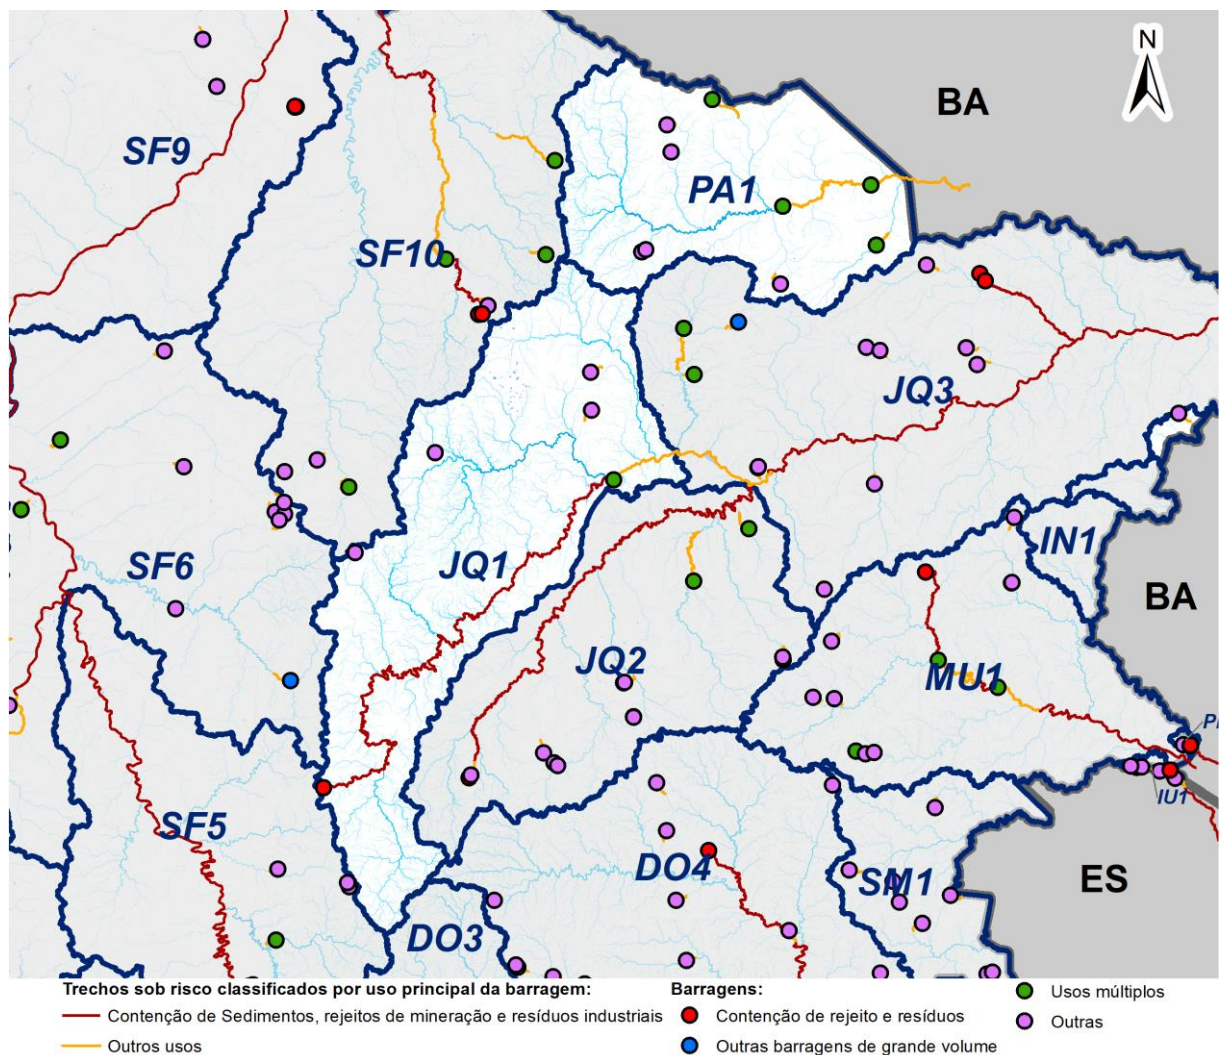 N
BA
SF9
PA1
SF10
JQ3
IN1
BA
SF6
JQ1
JQ2
MU1
IU1
SF5
DO4
SM1
ES
DO3
Trechos sob risco classificados por uso principal da barragem:
Contenção de Sedimentos, rejeitos de mineração e resíduos industriais
Outros usos
Barragens:
Contenção de rejeito e resíduos
Outras barragens de grande volume
Usos múltiplos
Outras